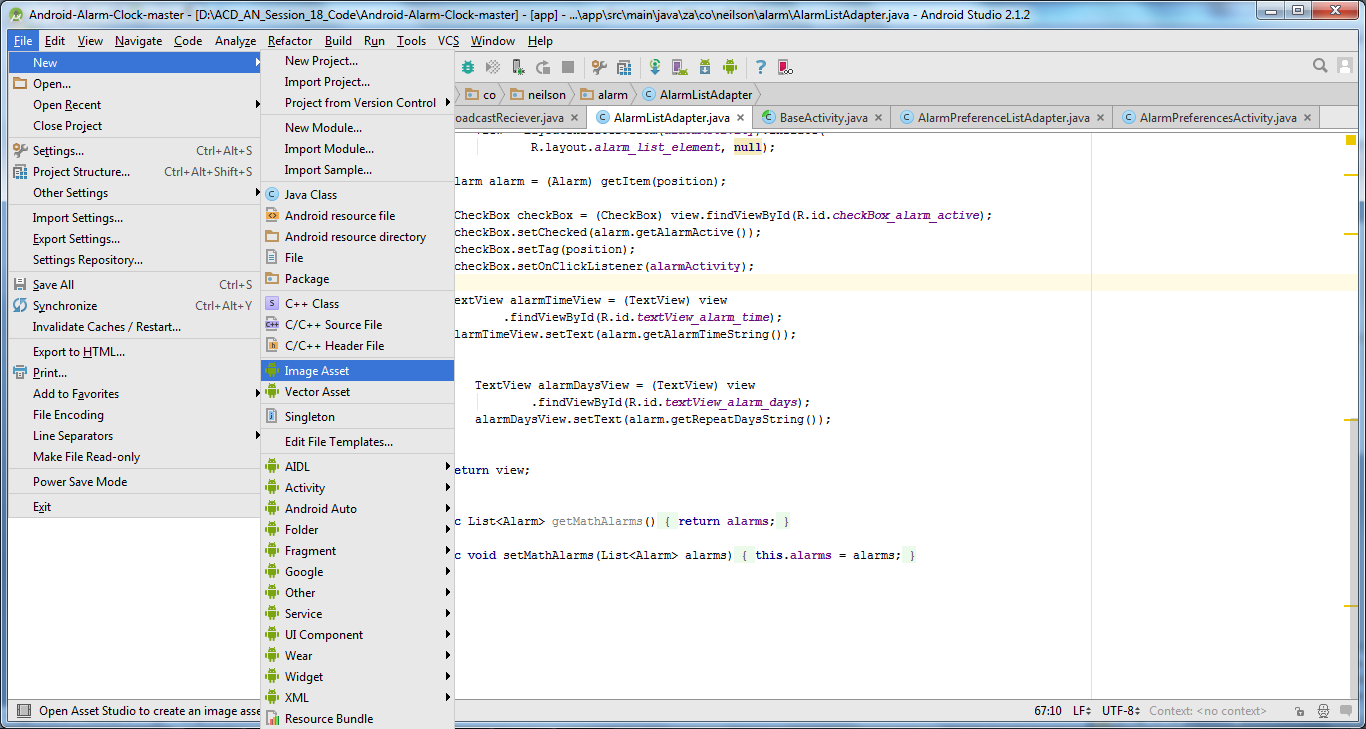 Android-Alarm-Clock-master - [D:\ACD_AN_Session_18_Code\Android-Alarm-Clock-master] - [app] - ...\app\src\main\java\za\co\neilson\alarm\AlarmListAdapter.java - Android Studio 2.1.2
File Edit View Navigate Code Analyze Refactor Build Run Tools VCS Window Help
New
Open...
Open Recent
Close Project
Settings... Ctrl+Alt+S
Project Structure... Ctrl+Alt+Shift+S
Other Settings
Import Settings...
Export Settings...
Settings Repository...
Save All Ctrl+S
Synchronize Ctrl+Alt+Y
Invalidate Caches / Restart...
Export to HTML...
Print...
Add to Favorites
File Encoding
Line Separators
Make File Read-only
Power Save Mode
Exit
New Project...
Import Project...
Project from Version Control
New Module...
Import Module...
Import Sample...
Java Class
Android resource file
Android resource directory
File
Package
C++ Class
C/C++ Source File
C/C++ Header File
Image Asset
Vector Asset
Singleton
Edit File Templates...
AIDL
Activity
Android Auto
Folder
Fragment
Google
Other
Service
UI Component
Wear
Widget
XML
Resource Bundle
co neilson alarm AlarmListAdapter
oadcastReciever.java AlarmListAdapter.java BaseActivity.java AlarmPreferenceListAdapter.java AlarmPreferencesActivity.java
R.layout.alarm_list_element, null);
larm alarm = (Alarm) getItem(position);
CheckBox checkBox = (CheckBox) view.findViewById(R.id.checkBox_alarm_active);
checkBox.setChecked(alarm.getAlarmActive());
checkBox.setTag(position);
checkBox.setOnClickListener(alarmActivity);
extView alarmTimeView = (TextView) view
.findViewById(R.id.textView_alarm_time);
larmTimeView.setText(alarm.getAlarmTimeString());
TextView alarmDaysView = (TextView) view
.findViewById(R.id.textView_alarm_days);
alarmDaysView.setText(alarm.getRepeatDaysString());
eturn view;
c List<Alarm> getMathAlarms() { return alarms; }
c void setMathAlarms(List<Alarm> alarms) { this.alarms = alarms; }
Open Asset Studio to create an image asse
67:10 LF UTF-8 Context: <no context>